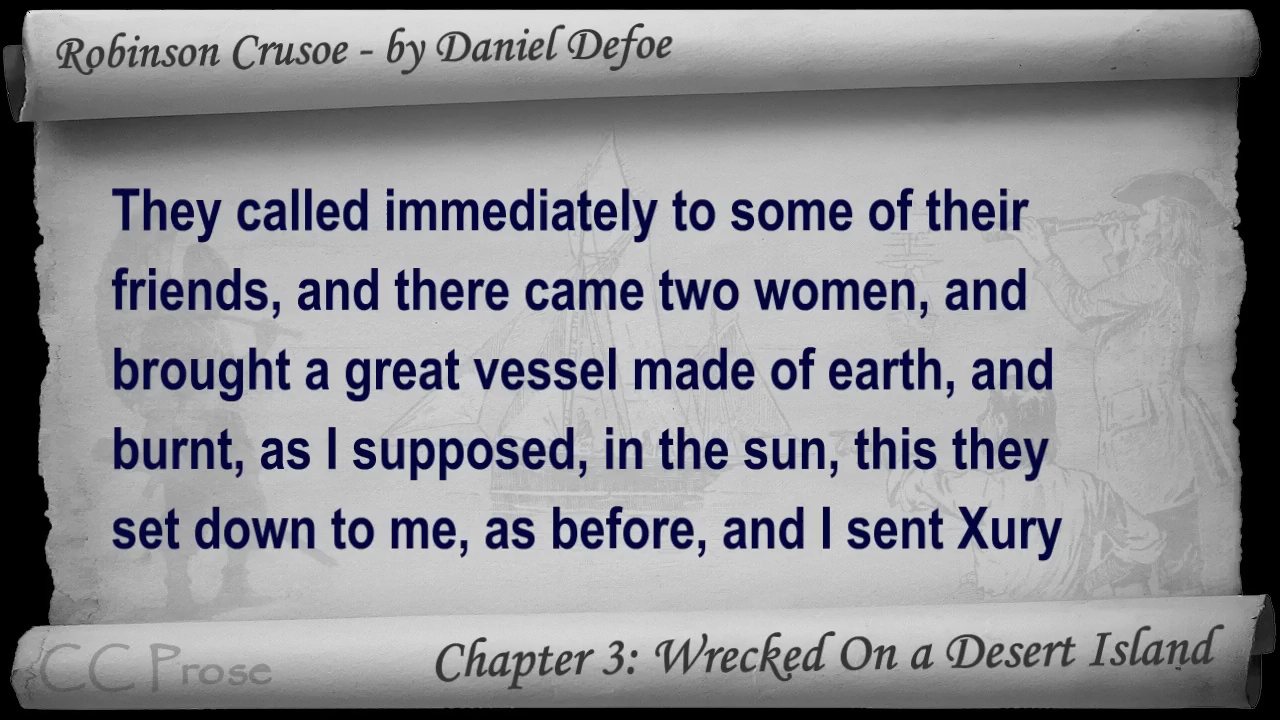 Robinson Crusoe - by Daniel Defoe
They called immediately to some of their
friends, and there came two women, and
brought a great vessel made of earth, and
burnt, as I supposed, in the sun, this they
set down to me, as before, and I sent Xury
CC Prose
Chapter 3: Wrecked On a Desert Island